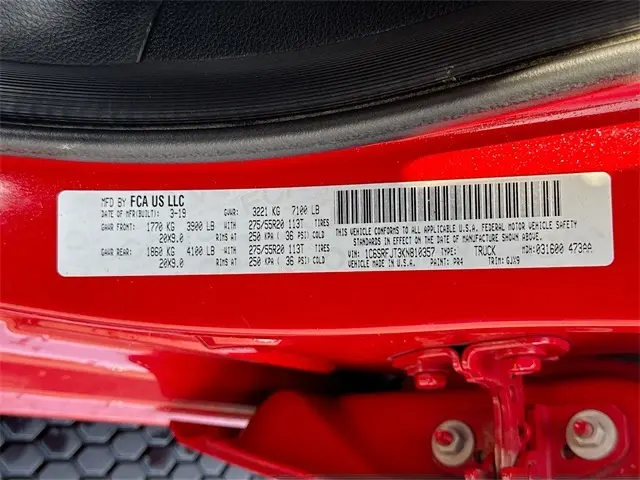 MFD BY FCA US LLC
DATE OF MFR(BUILT): 3-19 GVWR: 3221 KG 7100 LB
GAWR FRONT: 1770 KG 3900 LB WITH 275/55R20 113T TIRES
20X9.0 RIMS AT 250 KPA ( 36 PSI) COLD
GAWR REAR: 1860 KG 4100 LB WITH 275/55R20 113T TIRES
20X9.0 RIMS AT 250 KPA ( 36 PSI) COLD
THIS VEHICLE CONFORMS TO ALL APPLICABLE U.S.A. FEDERAL MOTOR VEHICLE SAFETY
STANDARDS IN EFFECT ON THE DATE OF MANUFACTURE SHOWN ABOVE.
VIN: 1C6SRFJT3KNB10357 TYPE: TRUCK MDH: 031600 473AA
VEHICLE MADE IN U.S.A. PAINT: PR4 TRIM: GJX9